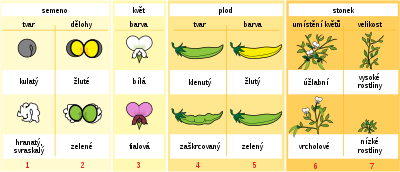 semeno květ plod stonek
tvar dělohy barva tvar barva umístění květů velikost
kulatý žluté bílá klenutý žlutý úžlabní vysoké rostliny
hranatý, svraskalý zelené fialová zaškrcovaný zelený vrcholové nízké rostliny
1 2 3 4 5 6 7